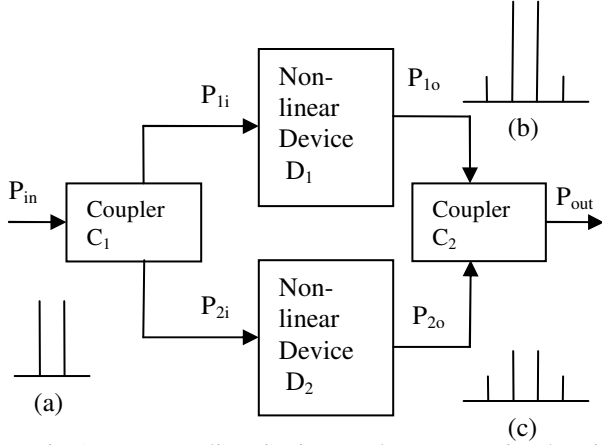 Non-
linear
Device
D₁
P₁ᵢ
P₁ₒ
(b)
Pᵢₙ
Coupler
C₁
Coupler
C₂
Pₒᵤₜ
P₂ᵢ
Non-
linear
Device
D₂
P₂ₒ
(a)
(c)